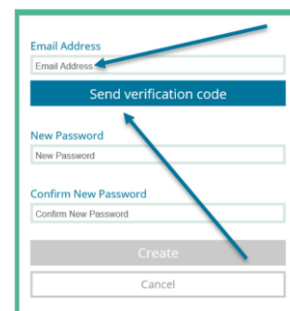 Email Address
Email Address
Send verification code
New Password
New Password
Confirm New Password
Confirm New Password
Create
Cancel